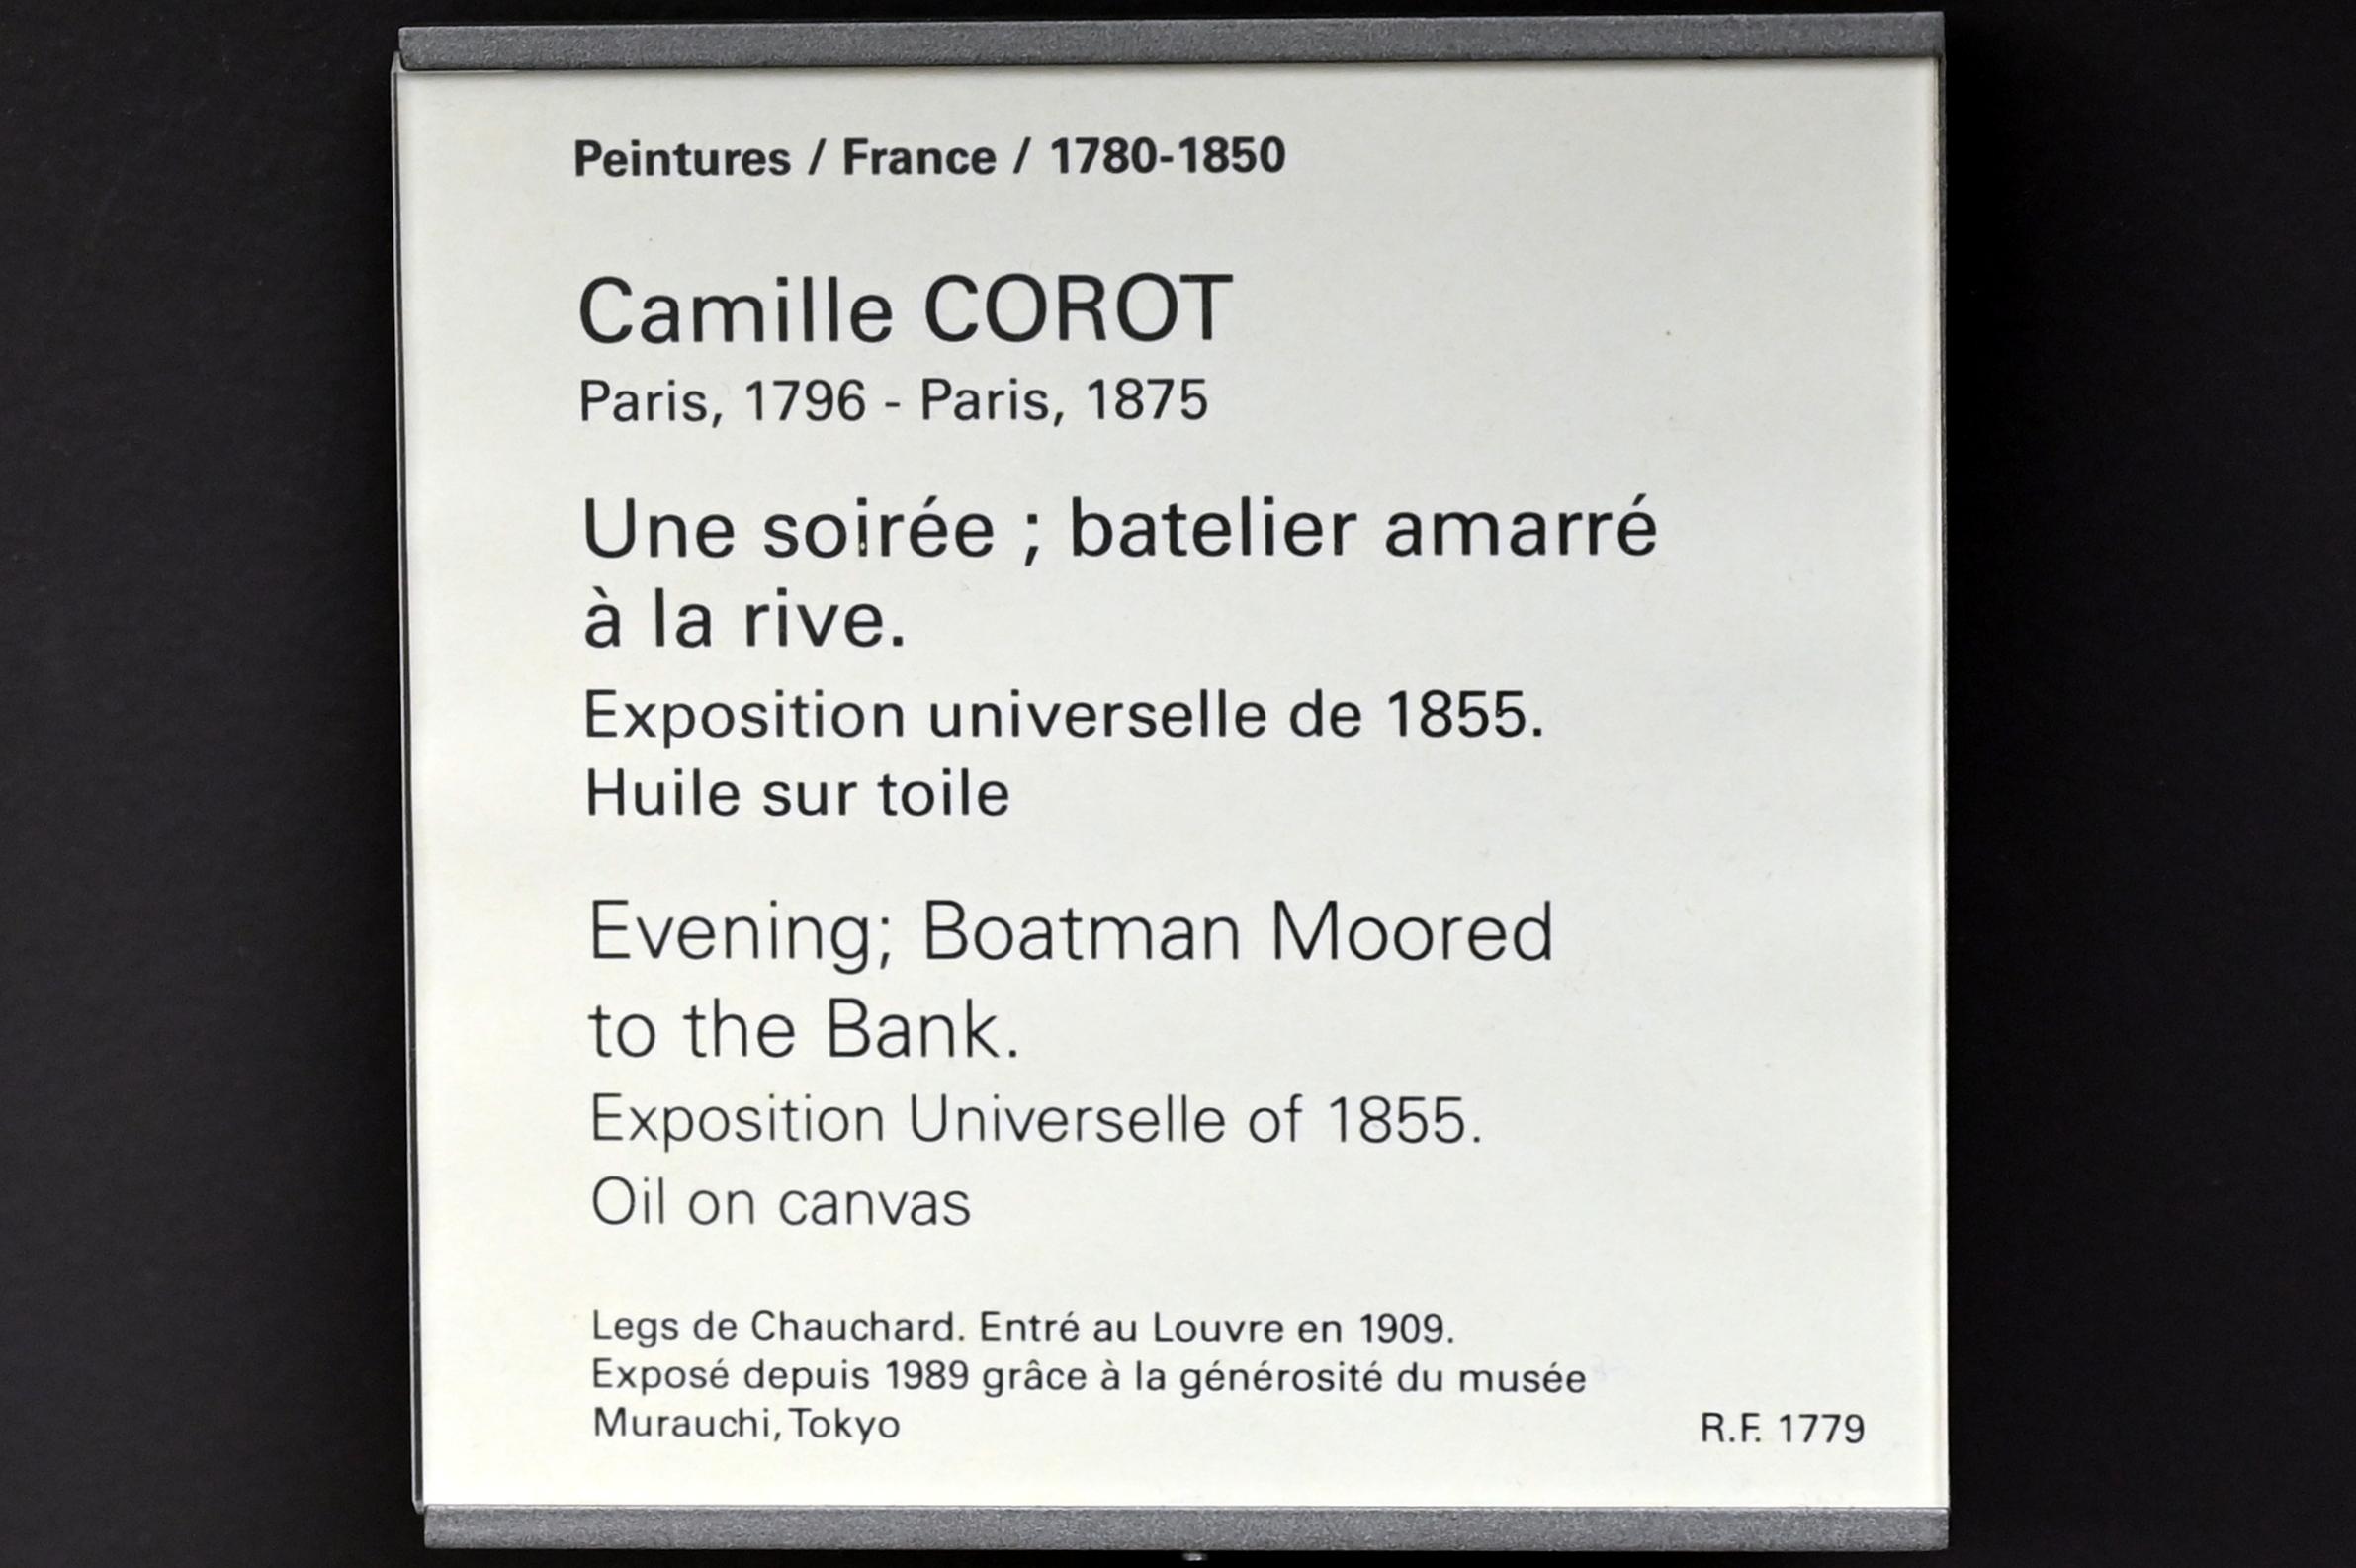 Peintures / France / 1780-1850
Camille COROT
Paris, 1796 - Paris, 1875
Une soirée ; batelier amarré
à la rive.
Exposition universelle de 1855.
Huile sur toile
Evening; Boatman Moored
to the Bank.
Exposition Universelle of 1855.
Oil on canvas
Legs de Chauchard. Entré au Louvre en 1909.
Exposé depuis 1989 grâce à la générosité du musée
Murauchi, Tokyo
R.F. 1779